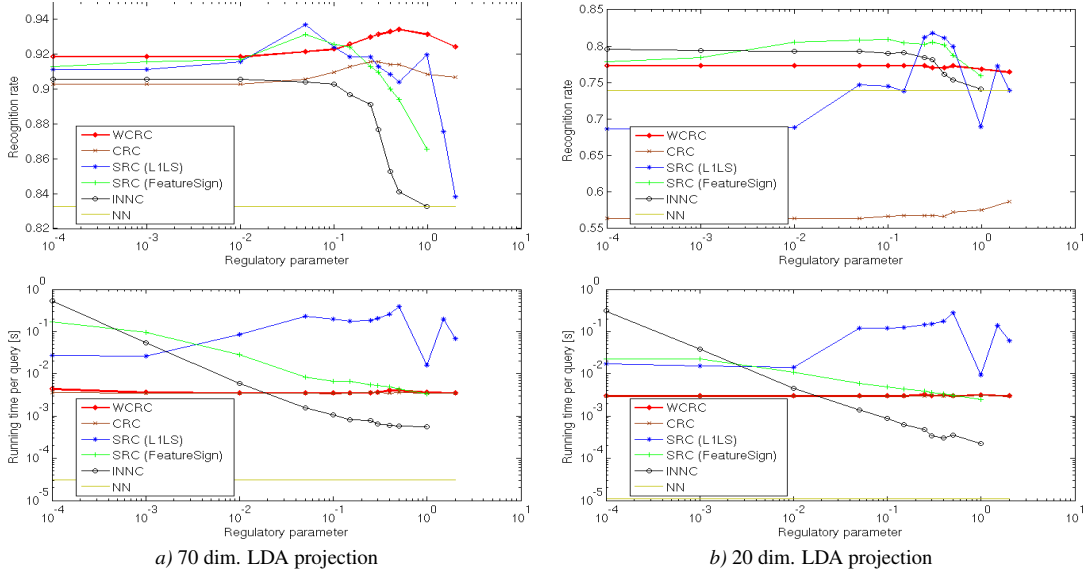 0.94
0.92
0.9
0.88
0.86
0.84
0.82
Recognition rate
WCRC
CRC
SRC (L1LS)
SRC (FeatureSign)
INNC
NN
10^-4 10^-3 10^-2 10^-1 10^0 10^1
Regulatory parameter
0.85
0.8
0.75
0.7
0.65
0.6
0.55
Recognition rate
WCRC
CRC
SRC (L1LS)
SRC (FeatureSign)
INNC
NN
10^-4 10^-3 10^-2 10^-1 10^0 10^1
Regulatory parameter
10^0
10^-1
10^-2
10^-3
10^-4
10^-5
Running time per query [s]
WCRC
CRC
SRC (L1LS)
SRC (FeatureSign)
INNC
NN
10^-4 10^-3 10^-2 10^-1 10^0 10^1
Regulatory parameter
10^0
10^-1
10^-2
10^-3
10^-4
10^-5
Running time per query [s]
WCRC
CRC
SRC (L1LS)
SRC (FeatureSign)
INNC
NN
10^-4 10^-3 10^-2 10^-1 10^0 10^1
Regulatory parameter
a) 70 dim. LDA projection
b) 20 dim. LDA projection